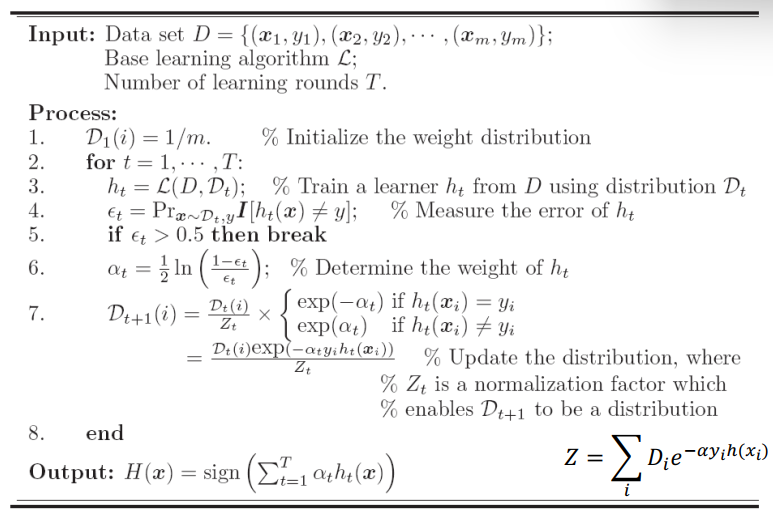 Input: Data set D = {(x₁, y₁), (x₂, y₂), · · · , (xₘ, yₘ)};
Base learning algorithm ℒ;
Number of learning rounds T.
Process:
1. 𝒟₁(i) = 1/m. % Initialize the weight distribution
2. for t = 1, · · · , T:
3. hₜ = ℒ(D, 𝒟ₜ); % Train a learner hₜ from D using distribution 𝒟ₜ
4. ϵₜ = Pr_{x∼𝒟ₜ,y} I[hₜ(x) ≠ y]; % Measure the error of hₜ
5. if ϵₜ > 0.5 then break
6. αₜ = ½ ln((1−ϵₜ)/ϵₜ); % Determine the weight of hₜ
7. 𝒟ₜ₊₁(i) = 𝒟ₜ(i)/Zₜ × { exp(−αₜ) if hₜ(xᵢ) = yᵢ
exp(αₜ) if hₜ(xᵢ) ≠ yᵢ
= 𝒟ₜ(i)exp(−αₜyᵢhₜ(xᵢ))/Zₜ % Update the distribution, where
% Zₜ is a normalization factor which
% enables 𝒟ₜ₊₁ to be a distribution
8. end
Output: H(x) = sign(∑_{t=1}^{T} αₜhₜ(x))
Z = ∑_i Dᵢe^{−αyᵢh(xᵢ)}